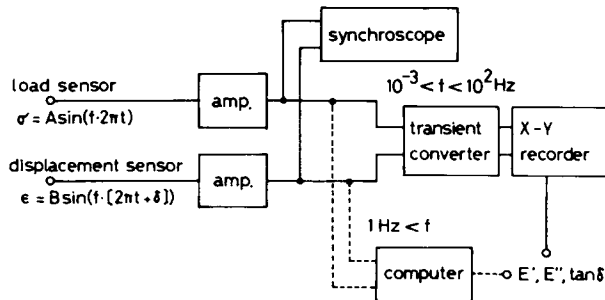 synchroscope
load sensor
σ = Asin(f·2πt)
amp.
10⁻³ < f < 10² Hz
transient
converter
X-Y
recorder
displacement sensor
ϵ = Bsin(f·[2πt+δ])
amp.
1 Hz < f
computer
E', E'', tanδ